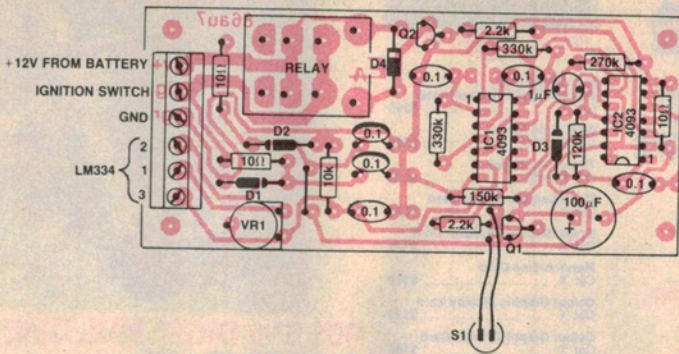 86au7
Q2
2.2k
330k
+12V FROM BATTERY
IGNITION SWITCH
GND
2
LM334
1
3
10Ω
RELAY
D4
0.1
0.1
270k
1µF
1
IC1
4093
IC2
4093
10Ω
330k
D3
120k
1
D2
0.1
10Ω
0.1
10k
D1
0.1
VR1
150k
2.2k
Q1
100µF
+
0.1
S1